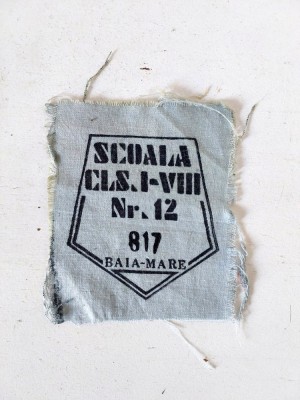 SCOALA
CLS.I-VIII
Nr.12
817
BAIA-MARE